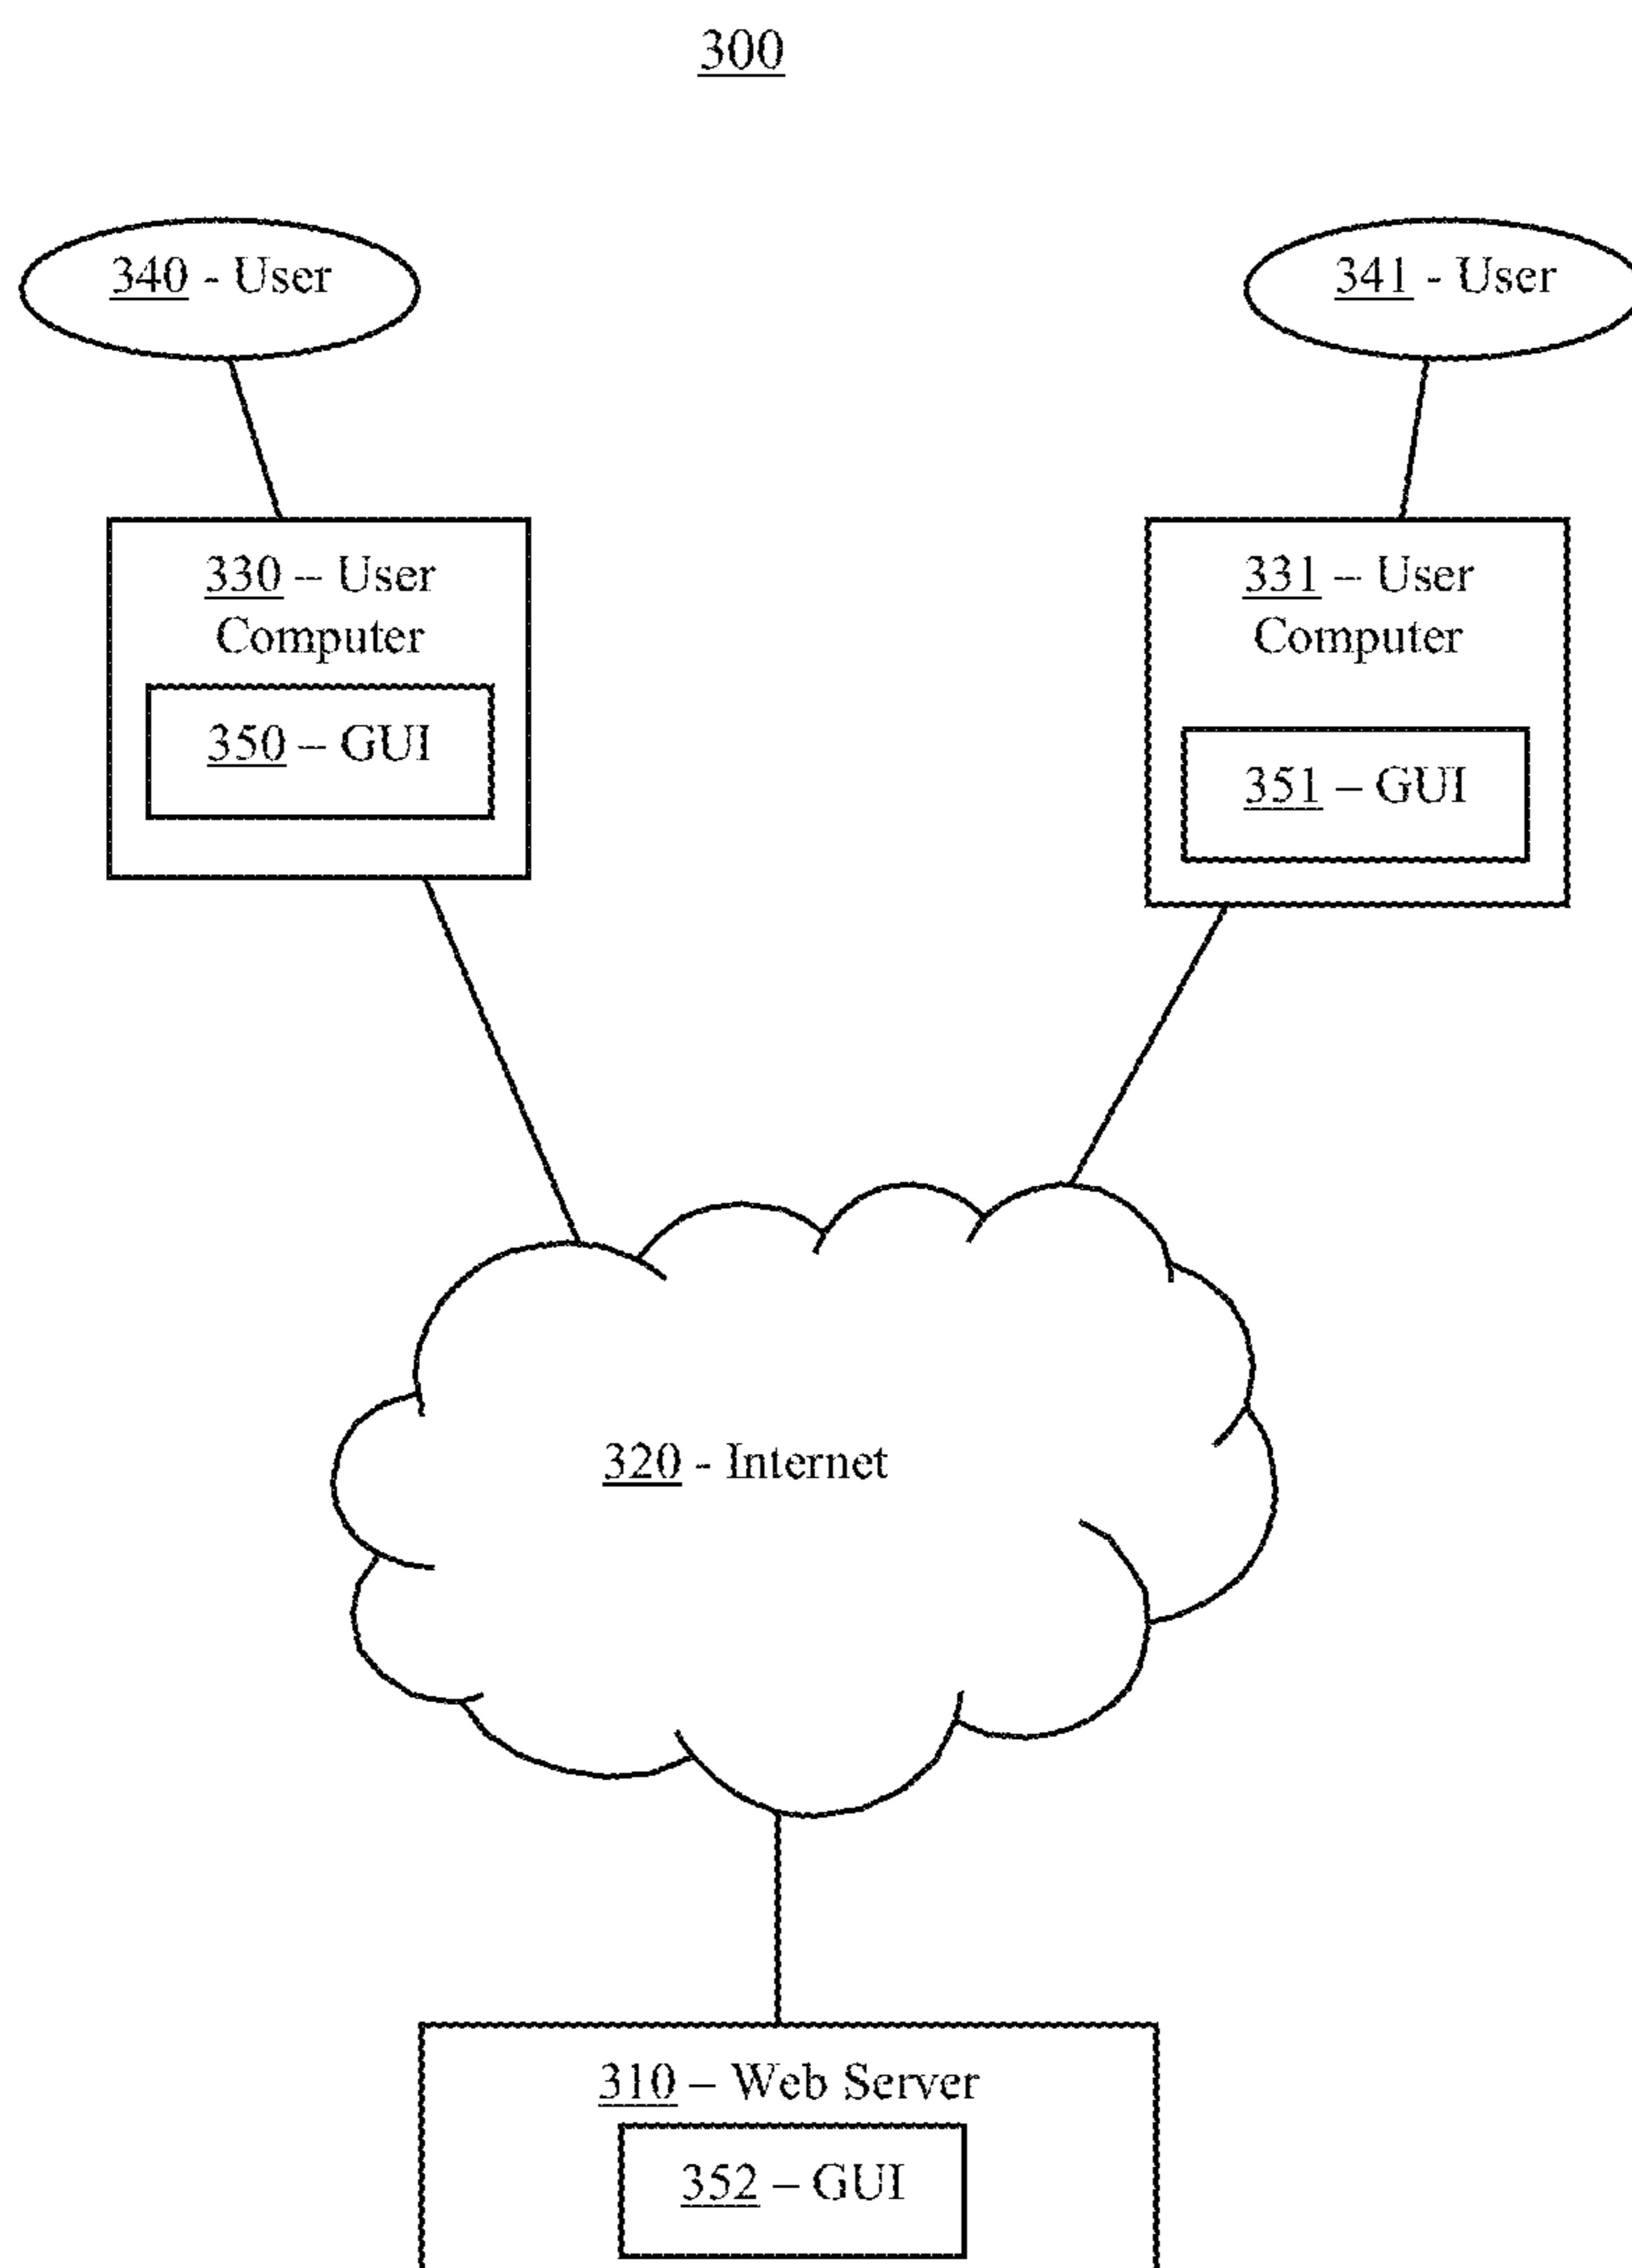 300
340 - User
341 - User
330 – User
Computer
350 – GUI
331 – User
Computer
351 – GUI
320 - Internet
310 – Web Server
352 – GUI